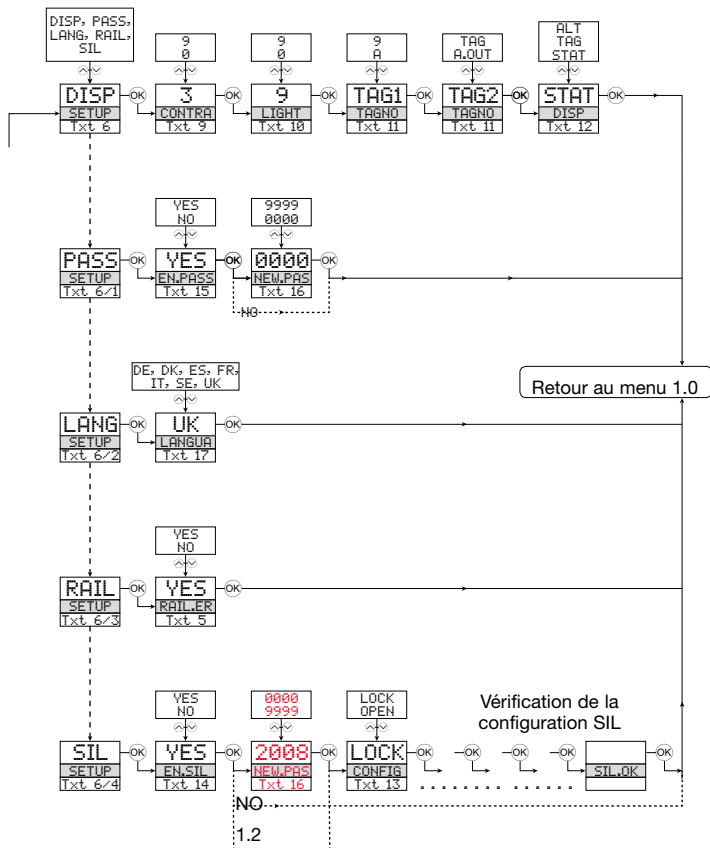 DISP, PASS,
LANG, RAIL,
SIL
9
0
9
0
9
A
TAG
A.OUT
ALT
TAG
STAT
DISP
OK
3
OK
9
OK
TAG1
OK
TAG2
OK
STAT
OK
SETUP
CONTRA
LIGHT
TAGNO
TAGNO
DISP
Txt 6
Txt 9
Txt 10
Txt 11
Txt 11
Txt 12
YES
NO
9999
0000
PASS
OK
YES
OK
0000
OK
SETUP
EN.PASS
NEW.PAS
Txt 6/1
Txt 15
Txt 16
NO
DE, DK, ES, FR,
IT, SE, UK
Retour au menu 1.0
LANG
OK
UK
OK
SETUP
LANGUA
Txt 6/2
Txt 17
YES
NO
RAIL
OK
YES
OK
SETUP
RAIL.ER
Txt 6/3
Txt 5
YES
NO
0000
9999
LOCK
OPEN
Vérification de la
configuration SIL
SIL
OK
YES
OK
2008
OK
LOCK
OK
OK
OK
OK
OK
SETUP
EN.SIL
NEW.PAS
CONFIG
SIL.OK
Txt 6/4
Txt 14
Txt 16
Txt 13
NO
1.2